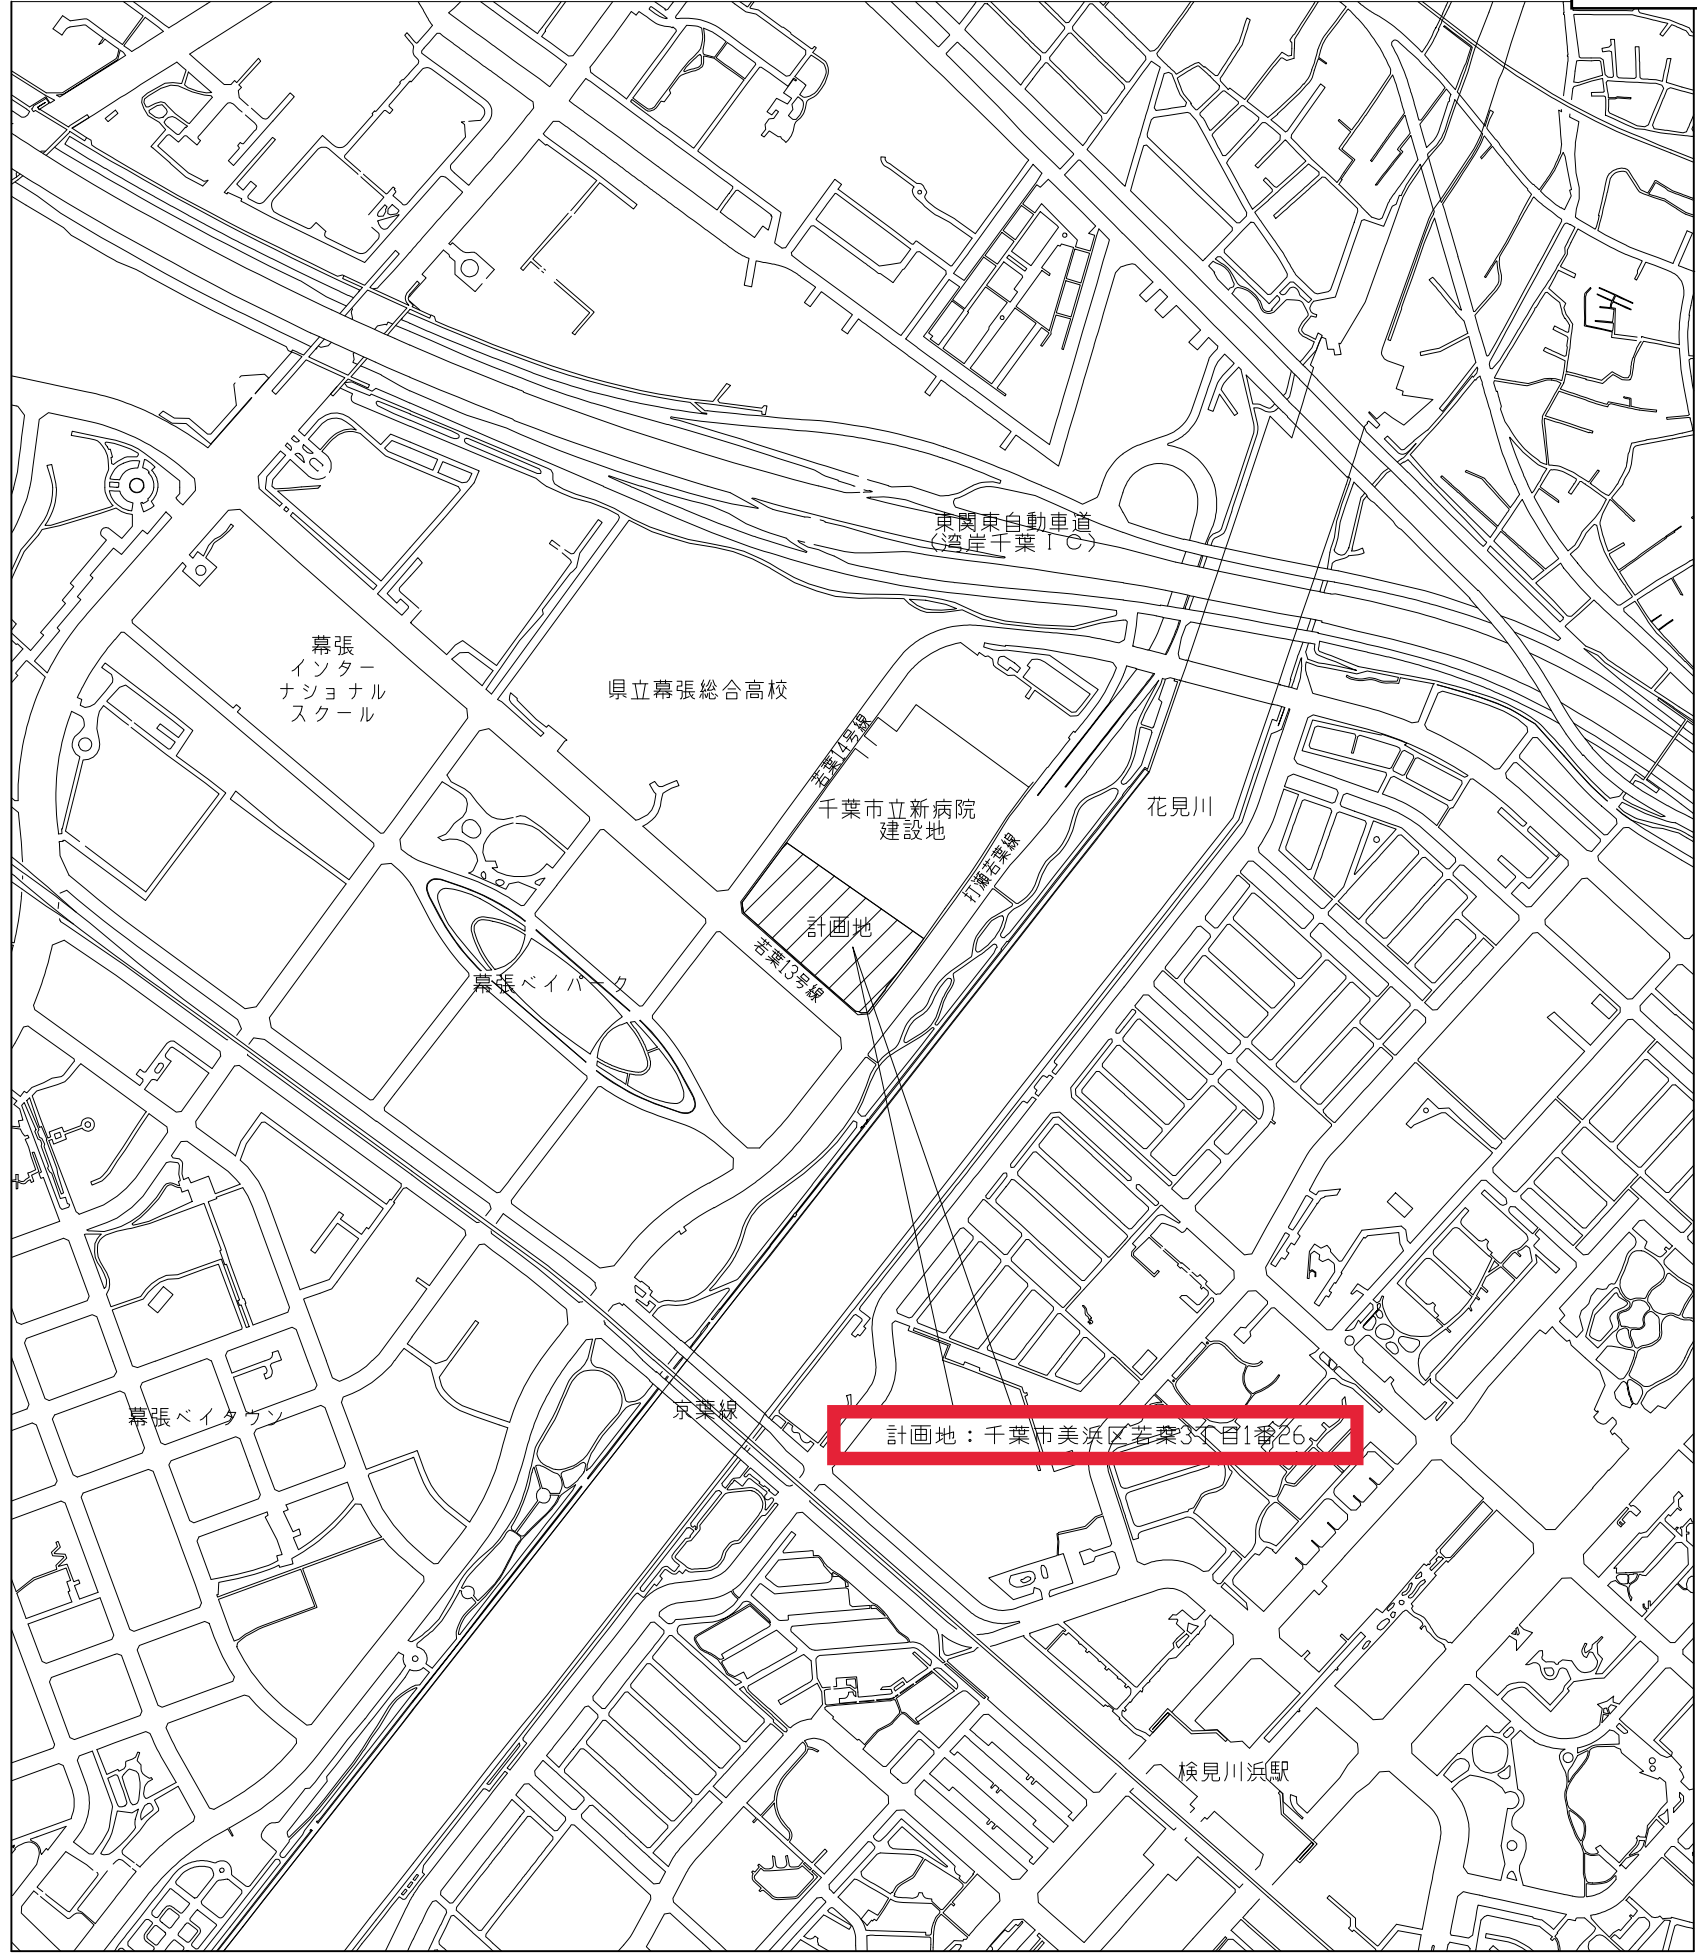 東関東自動車道
(湾岸千葉IC)
幕張
インター
ナショナル
スクール
県立幕張総合高校
若葉14号線
千葉市立新病院
建設地
花見川
打瀬若葉線
計画地
若葉13号線
幕張ベイパーク
幕張ベイタウン
京葉線
計画地：千葉市美浜区若葉3丁目1番26
検見川浜駅